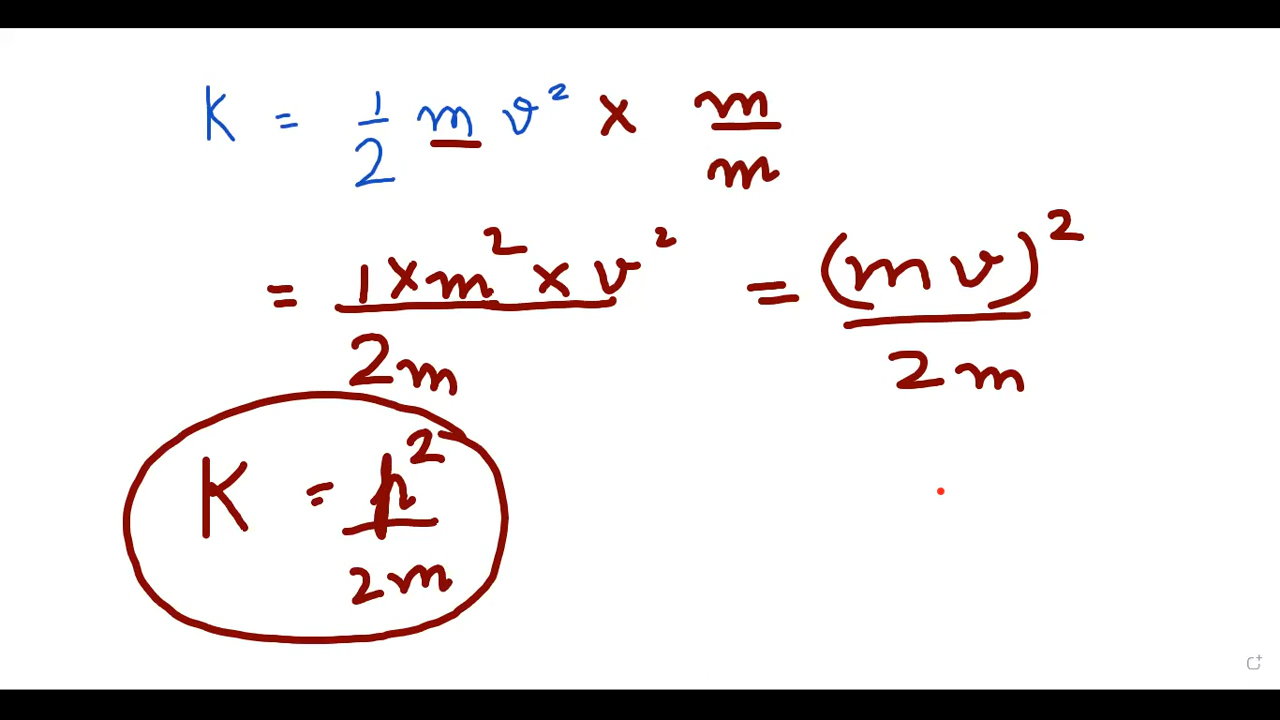 K = 1/2 m v² × m/m
= (1 × m² × v²)/(2m) = (mv)²/(2m)
K = p²/(2m)